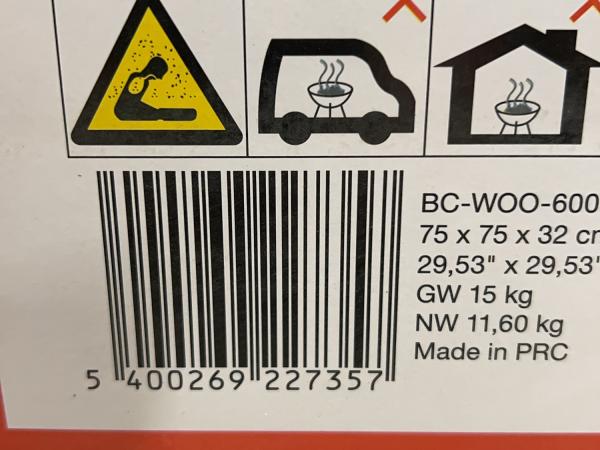 BC-WOO-600
75 x 75 x 32 cm
29,53" x 29,53"
GW 15 kg
NW 11,60 kg
Made in PRC
5 400269 227357